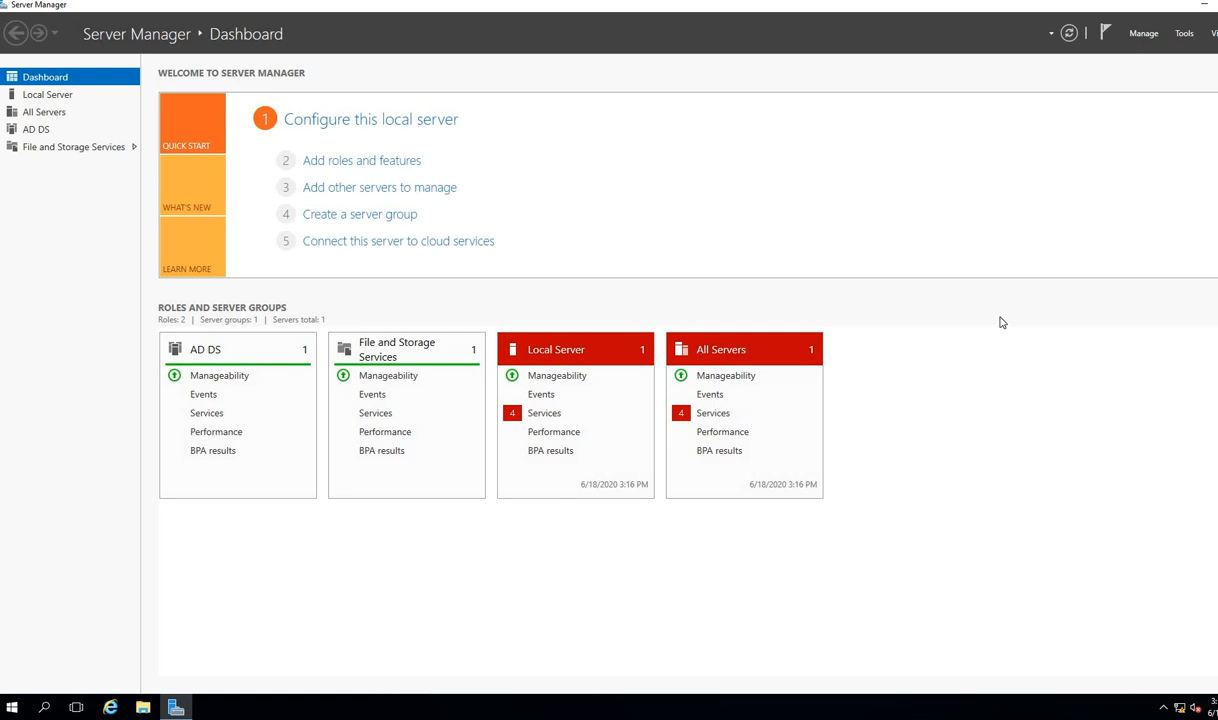 Server Manager
Server Manager ‣ Dashboard
Manage Tools
Dashboard
Local Server
All Servers
AD DS
File and Storage Services
WELCOME TO SERVER MANAGER
QUICK START
WHAT'S NEW
LEARN MORE
1 Configure this local server
2 Add roles and features
3 Add other servers to manage
4 Create a server group
5 Connect this server to cloud services
ROLES AND SERVER GROUPS
Roles: 2 | Server groups: 1 | Servers total: 1
AD DS 1
Manageability
Events
Services
Performance
BPA results
File and Storage
Services 1
Manageability
Events
Services
Performance
BPA results
Local Server 1
Manageability
Events
4 Services
Performance
BPA results
6/18/2020 3:16 PM
All Servers 1
Manageability
Events
4 Services
Performance
BPA results
6/18/2020 3:16 PM